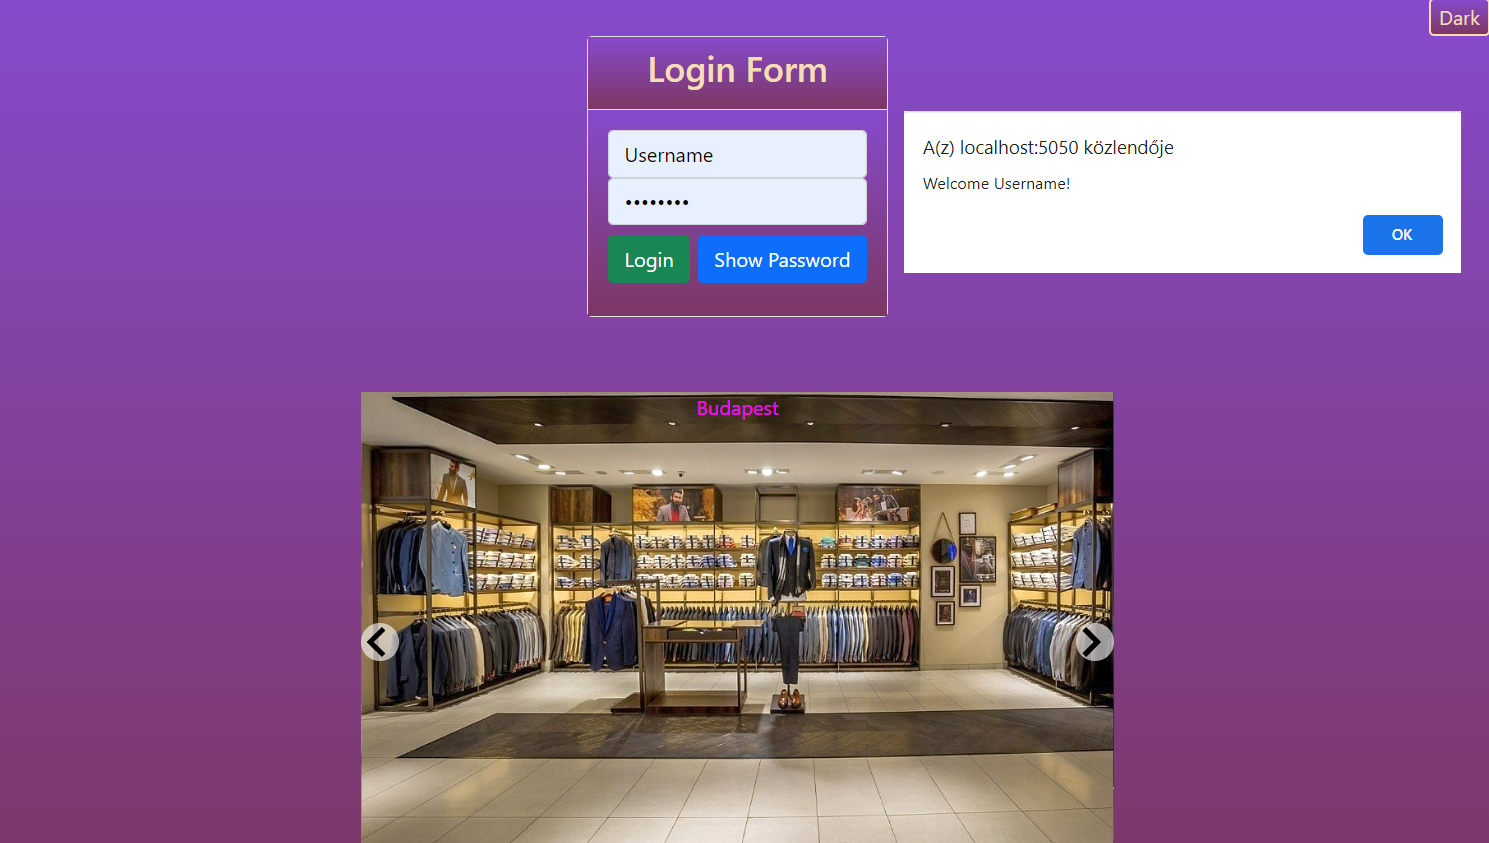 Dark
Login Form
Username
••••••••
Login
Show Password
A(z) localhost:5050 közlendője
Welcome Username!
OK
Budapest